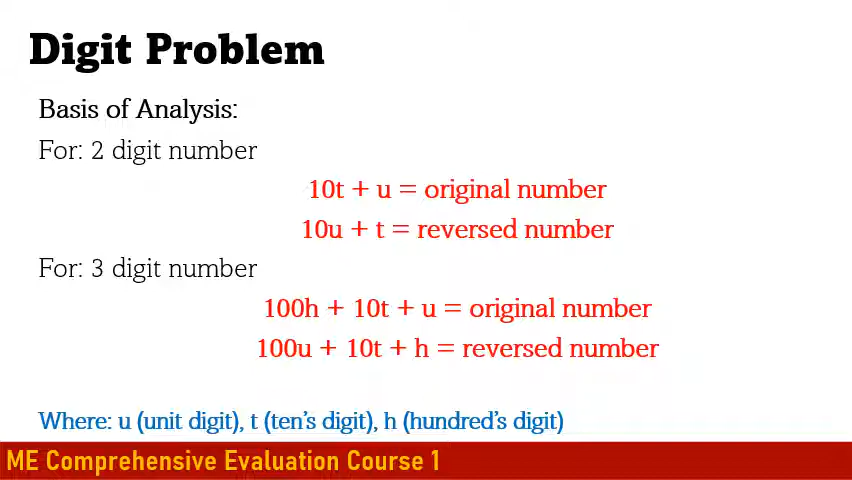 Digit Problem
Basis of Analysis:
For: 2 digit number
10t + u = original number
10u + t = reversed number
For: 3 digit number
100h + 10t + u = original number
100u + 10t + h = reversed number
Where: u (unit digit), t (ten's digit), h (hundred's digit)
ME Comprehensive Evaluation Course 1